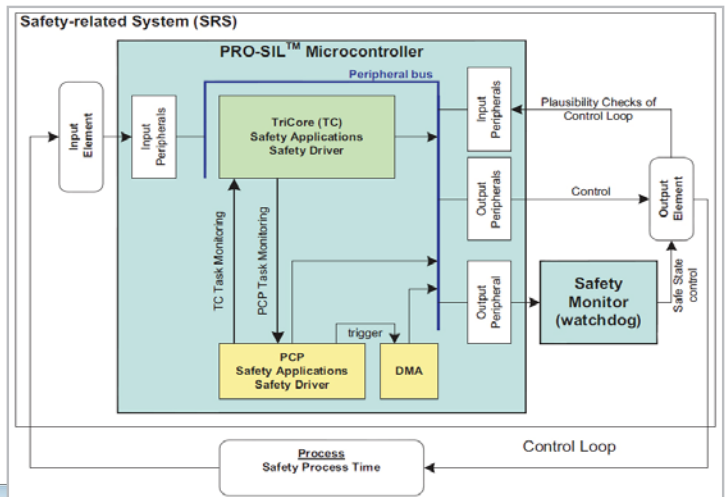 Safety-related System (SRS)
PRO-SIL™ Microcontroller
Peripheral bus
Input
Element
Input
Peripherals
TriCore (TC)
Safety Applications
Safety Driver
Input
Peripherals
Plausibility Checks of
Control Loop
Output
Peripherals
Control
Output
Element
TC Task Monitoring
PCP Task Monitoring
Output
Peripheral
Safety
Monitor
(watchdog)
Safe State
control
trigger
PCP
Safety Applications
Safety Driver
DMA
Process
Safety Process Time
Control Loop